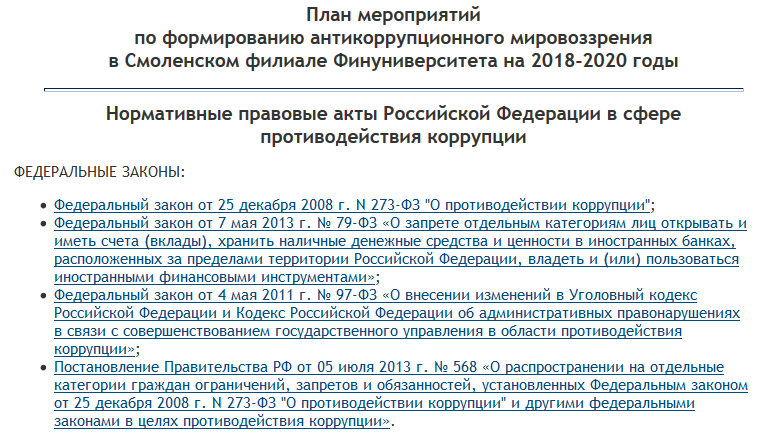 План мероприятий
по формированию антикоррупционного мировоззрения
в Смоленском филиале Финуниверситета на 2018-2020 годы
Нормативные правовые акты Российской Федерации в сфере
противодействия коррупции
ФЕДЕРАЛЬНЫЕ ЗАКОНЫ:
• Федеральный закон от 25 декабря 2008 г. N 273-ФЗ "О противодействии коррупции";
• Федеральный закон от 7 мая 2013 г. № 79-ФЗ «О запрете отдельным категориям лиц открывать и
иметь счета (вклады), хранить наличные денежные средства и ценности в иностранных банках,
расположенных за пределами территории Российской Федерации, владеть и (или) пользоваться
иностранными финансовыми инструментами»;
• Федеральный закон от 4 мая 2011 г. № 97-ФЗ «О внесении изменений в Уголовный кодекс
Российской Федерации и Кодекс Российской Федерации об административных правонарушениях
в связи с совершенствованием государственного управления в области противодействия
коррупции»;
• Постановление Правительства РФ от 05 июля 2013 г. № 568 «О распространении на отдельные
категории граждан ограничений, запретов и обязанностей, установленных Федеральным законом
от 25 декабря 2008 г. N 273-ФЗ "О противодействии коррупции" и другими федеральными
законами в целях противодействия коррупции».